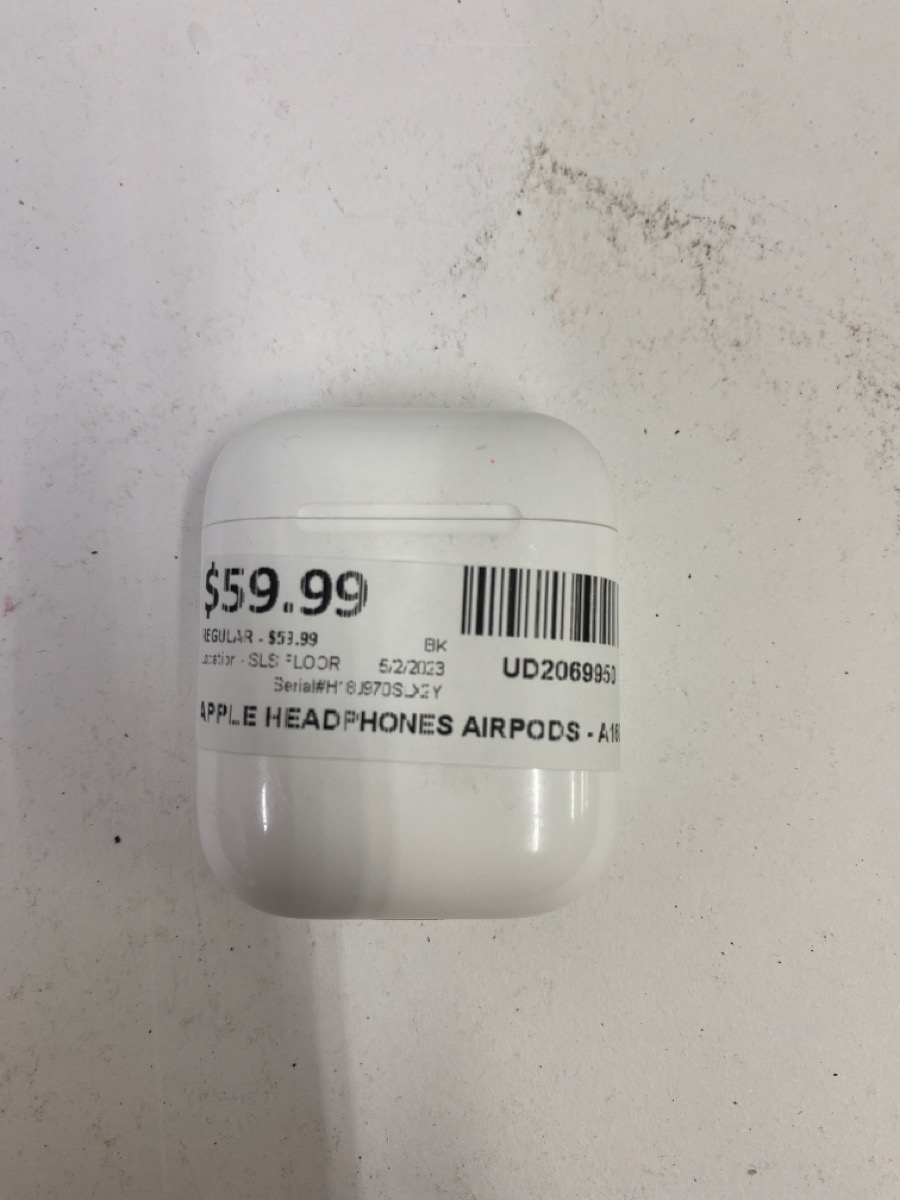 $59.99
REGULAR - $59.99 BK
Location - SLS FLOOR 5/2/2023
UD2069950
APPLE HEADPHONES AIRPODS -